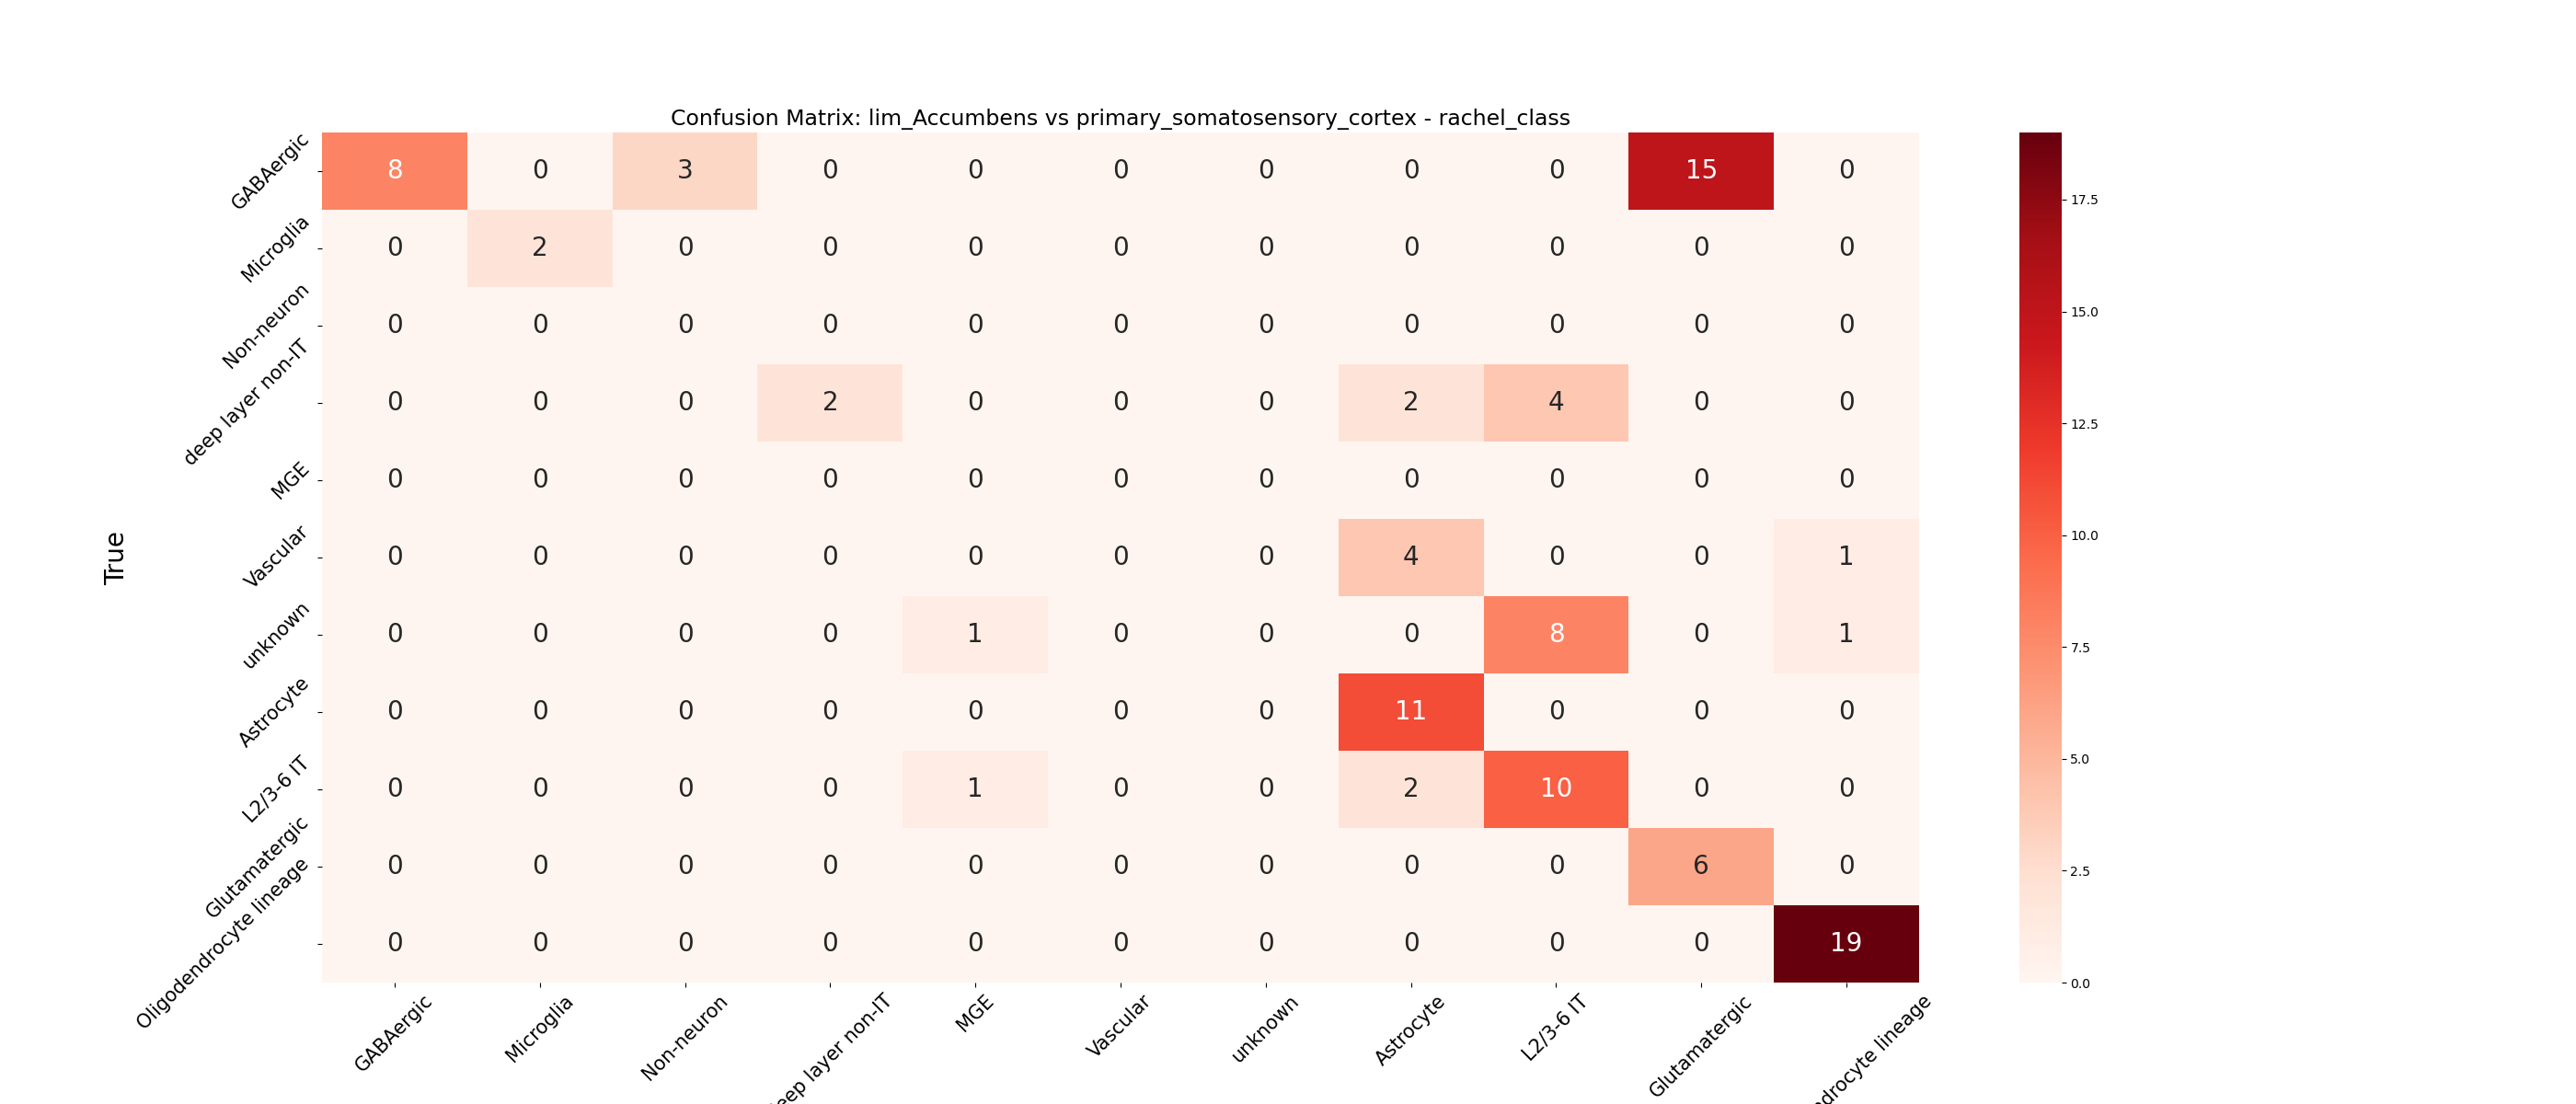 Confusion Matrix: lim_Accumbens vs primary_somatosensory_cortex - rachel_class
True
GABAergic 8 0 3 0 0 0 0 0 0 15 0
Microglia 0 2 0 0 0 0 0 0 0 0 0
Non-neuron 0 0 0 0 0 0 0 0 0 0 0
deep layer non-IT 0 0 0 2 0 0 0 2 4 0 0
MGE 0 0 0 0 0 0 0 0 0 0 0
Vascular 0 0 0 0 0 0 0 4 0 0 1
unknown 0 0 0 0 1 0 0 0 8 0 1
Astrocyte 0 0 0 0 0 0 0 11 0 0 0
L2/3-6 IT 0 0 0 0 1 0 0 2 10 0 0
Glutamatergic 0 0 0 0 0 0 0 0 0 6 0
Oligodendrocyte lineage 0 0 0 0 0 0 0 0 0 0 19
GABAergic
Microglia
Non-neuron
eep layer non-IT
MGE
Vascular
unknown
Astrocyte
L2/3-6 IT
Glutamatergic
drocyte lineage
17.5
15.0
12.5
10.0
7.5
5.0
2.5
0.0